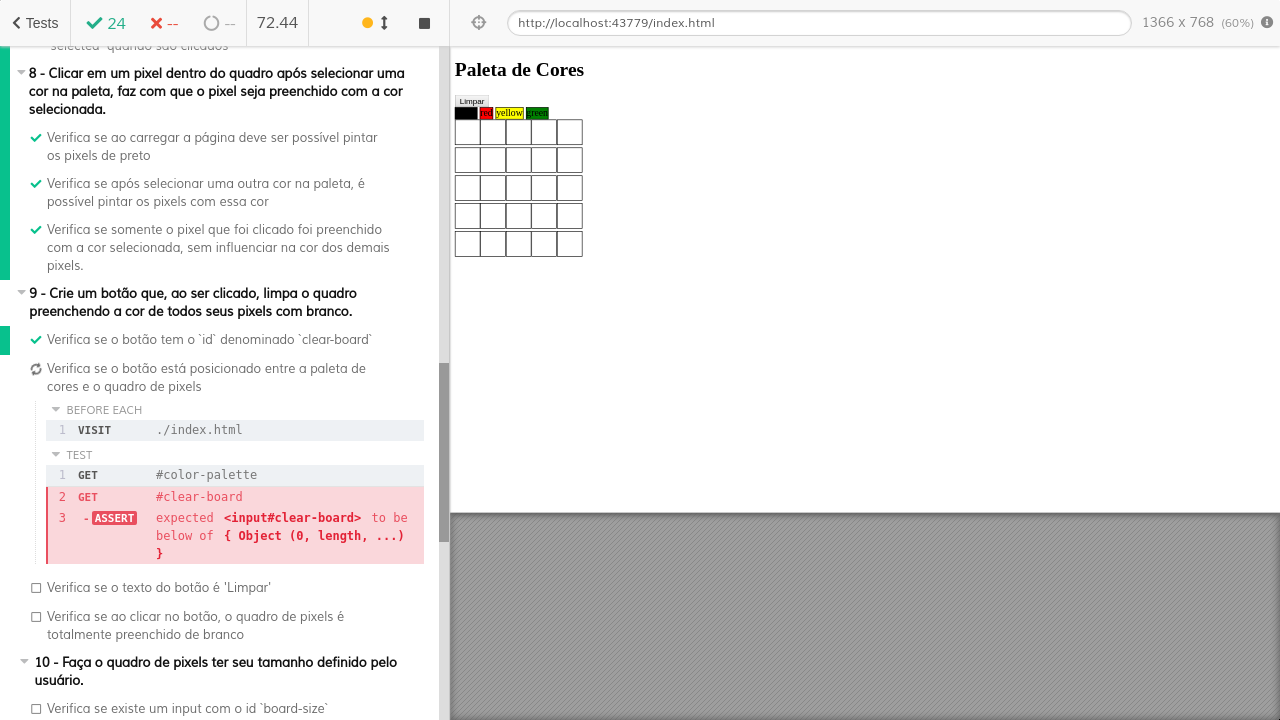 Tests
24
--
--
72.44
http://localhost:43779/index.html
1366 x 768 (60%)
`selected` quando são clicados
8 - Clicar em um pixel dentro do quadro após selecionar uma
cor na paleta, faz com que o pixel seja preenchido com a cor
selecionada.
Verifica se ao carregar a página deve ser possível pintar
os pixels de preto
Verifica se após selecionar uma outra cor na paleta, é
possível pintar os pixels com essa cor
Verifica se somente o pixel que foi clicado foi preenchido
com a cor selecionada, sem influenciar na cor dos demais
pixels.
9 - Crie um botão que, ao ser clicado, limpa o quadro
preenchendo a cor de todos seus pixels com branco.
Verifica se o botão tem o `id` denominado `clear-board`
Verifica se o botão está posicionado entre a paleta de
cores e o quadro de pixels
BEFORE EACH
1 VISIT ./index.html
TEST
1 GET #color-palette
2 GET #clear-board
3 -ASSERT expected <input#clear-board> to be
below of { Object (0, length, ...)
}
Verifica se o texto do botão é 'Limpar'
Verifica se ao clicar no botão, o quadro de pixels é
totalmente preenchido de branco
10 - Faça o quadro de pixels ter seu tamanho definido pelo
usuário.
Verifica se existe um input com o id `board-size`
Paleta de Cores
Limpar
red yellow green